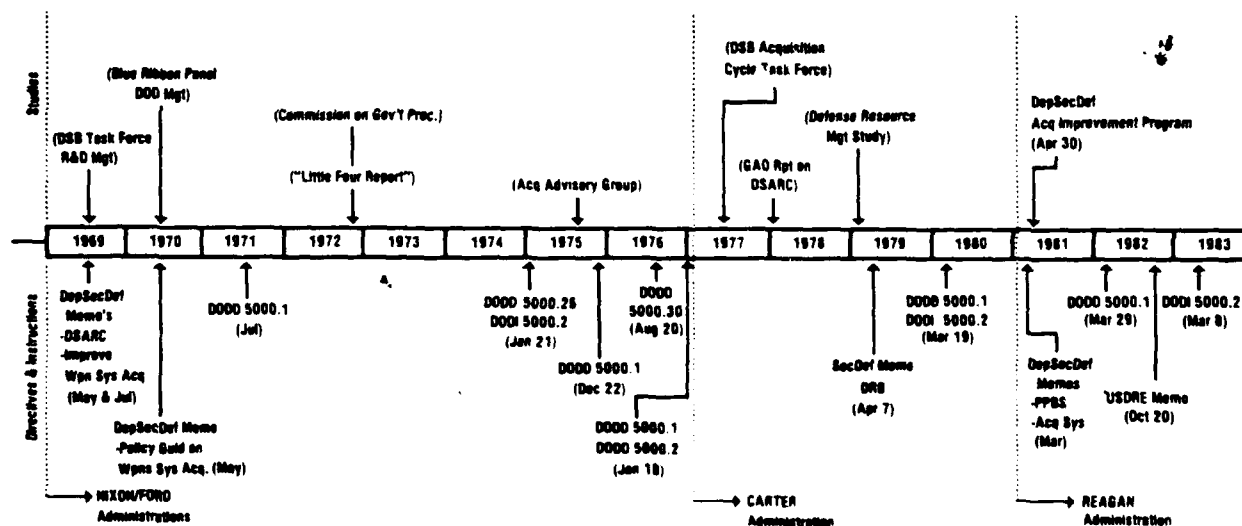 Studies
(Blue Ribbon Panel
DOD Mgt)
(DSB Task Force
R&D Mgt)
(Commission on Gov't Proc.)
("Little Four Report")
(Acq Advisory Group)
(DSB Acquisition
Cycle Task Force)
(GAO Rpt on
DSARC)
(Defense Resource
Mgt Study)
DepSecDef
Acq Improvement Program
(Apr 30)
1969 1970 1971 1972 1973 1974 1975 1976 1977 1978 1979 1980 1981 1982 1983
Directives & Instructions
DepSecDef
Memo's
-DSARC
-Improve
Wpn Sys Acq
(May & Jul)
DepSecDef Memo
-Policy Guid on
Wpns Sys Acq. (May)
DODD 5000.1
(Jul)
DODD 5000.26
DODI 5000.2
(Jan 21)
DODD 5000.1
(Dec 22)
DODD
5000.30
(Aug 20)
DODD 5000.1
DODD 5000.2
(Jan 18)
SecDef Memo
DRB
(Apr 7)
DODD 5000.1
DODI 5000.2
(Mar 19)
DepSecDef
Memos
-PPBS
-Acq Sys
(Mar)
DODD 5000.1
(Mar 29)
USDRE Memo
(Oct 20)
DODI 5000.2
(Mar 8)
NIXON/FORD
Administrations
CARTER
Administration
REAGAN
Administration